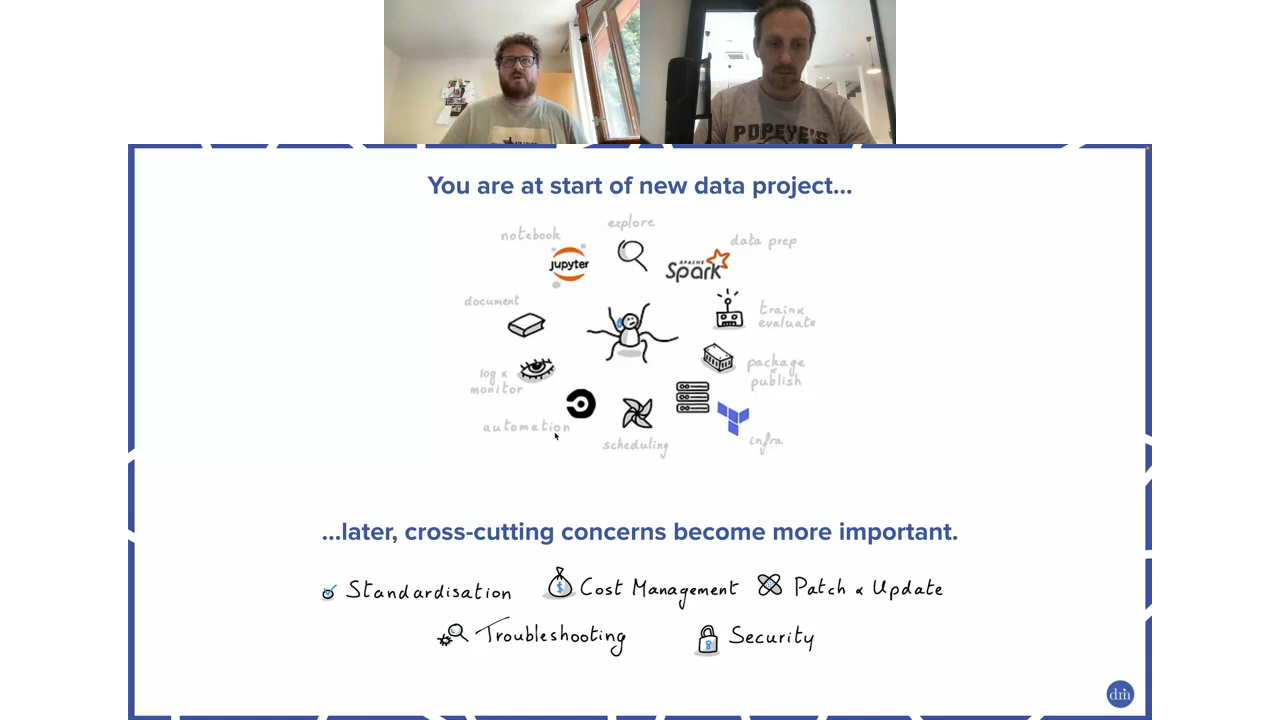 POPEYE'S
You are at start of new data project...
explore
notebook
data prep
jupyter
APACHE
Spark
document
train &
evaluate
log &
monitor
package
&
publish
automation
scheduling
infra
...later, cross-cutting concerns become more important.
Standardisation
$
Cost Management
Patch & Update
Troubleshooting
Security
dm